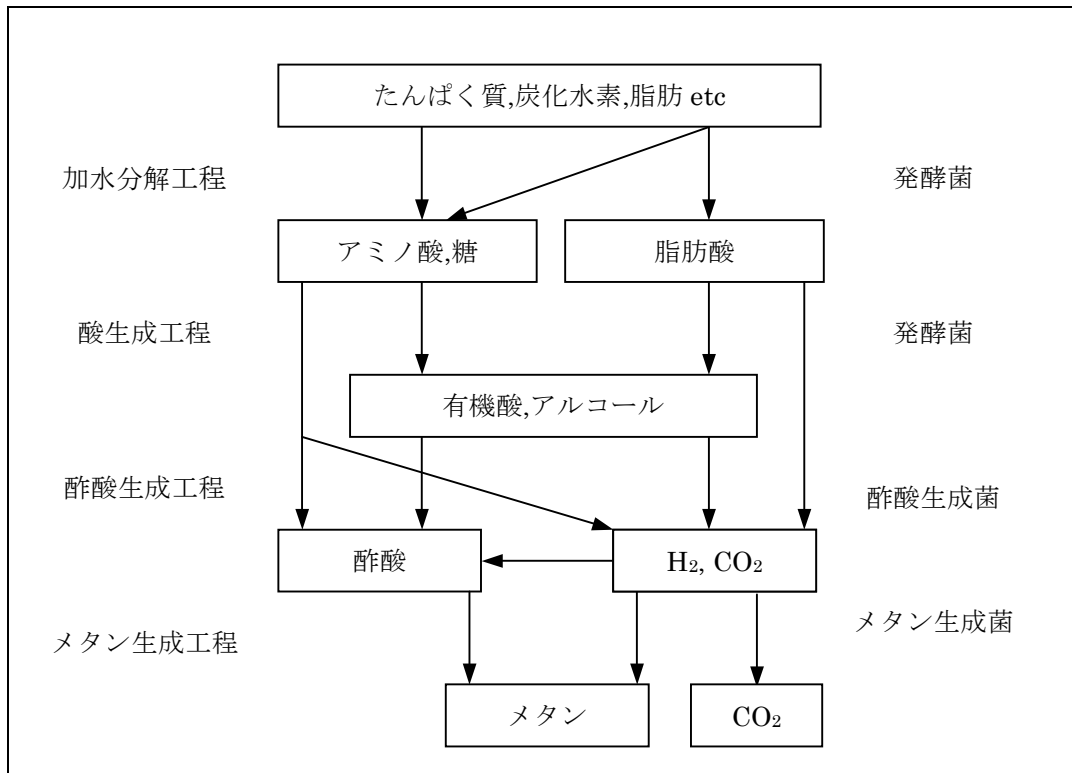 たんぱく質,炭化水素,脂肪 etc
加水分解工程
発酵菌
アミノ酸,糖
脂肪酸
酸生成工程
発酵菌
有機酸,アルコール
酢酸生成工程
酢酸生成菌
酢酸
H₂, CO₂
メタン生成工程
メタン生成菌
メタン
CO₂